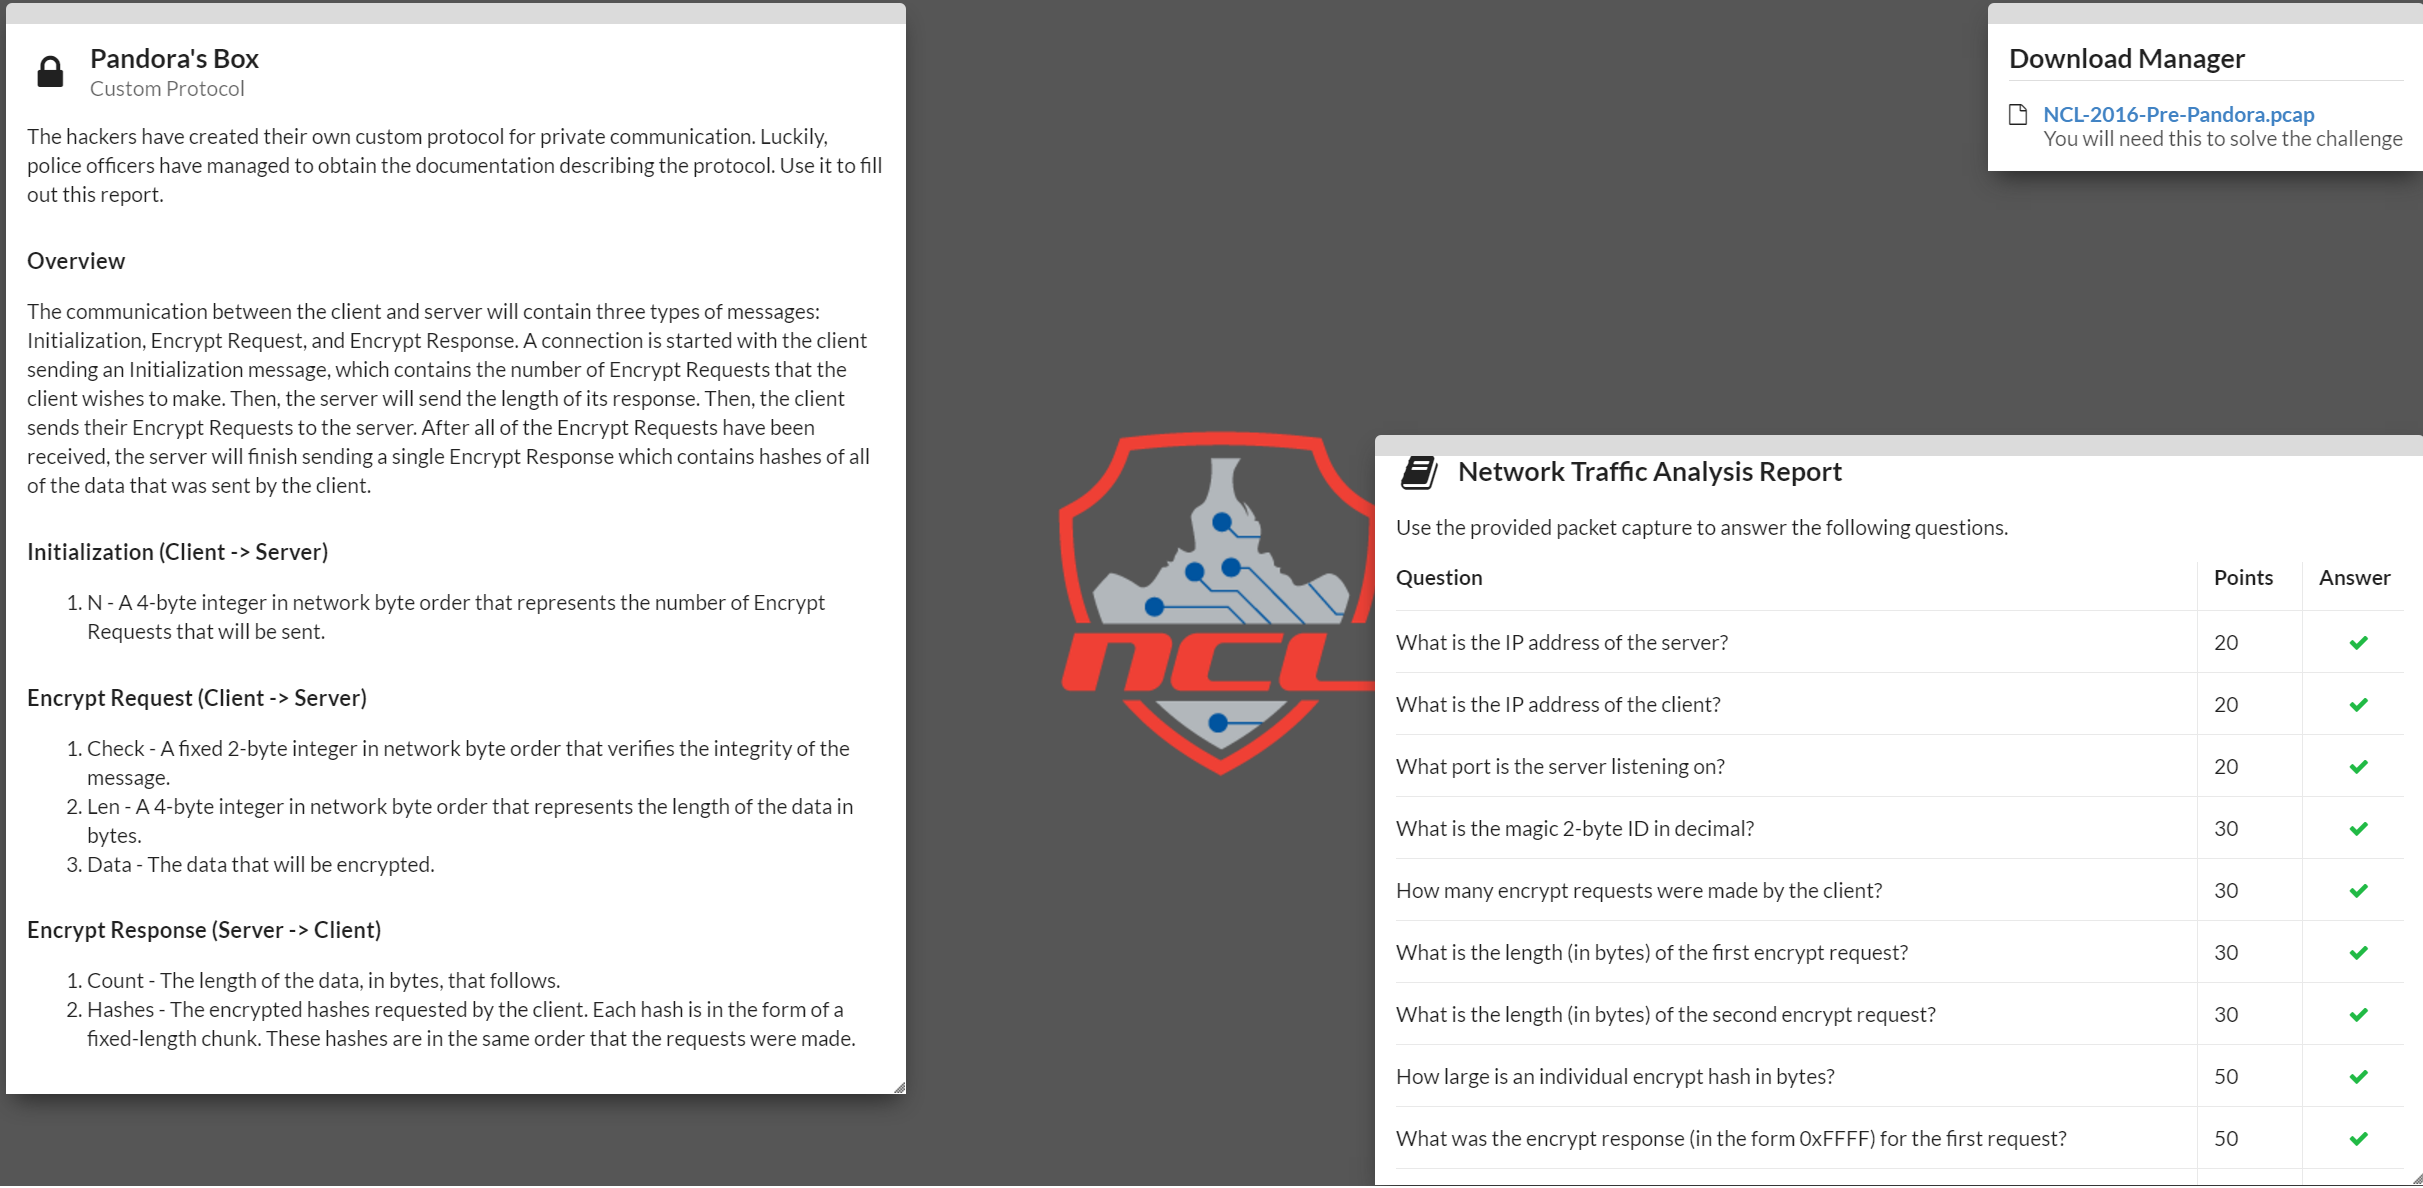 Pandora's Box
Custom Protocol
The hackers have created their own custom protocol for private communication. Luckily,
police officers have managed to obtain the documentation describing the protocol. Use it to fill
out this report.
Overview
The communication between the client and server will contain three types of messages:
Initialization, Encrypt Request, and Encrypt Response. A connection is started with the client
sending an Initialization message, which contains the number of Encrypt Requests that the
client wishes to make. Then, the server will send the length of its response. Then, the client
sends their Encrypt Requests to the server. After all of the Encrypt Requests have been
received, the server will finish sending a single Encrypt Response which contains hashes of all
of the data that was sent by the client.
Initialization (Client -> Server)
1. N - A 4-byte integer in network byte order that represents the number of Encrypt
Requests that will be sent.
Encrypt Request (Client -> Server)
1. Check - A fixed 2-byte integer in network byte order that verifies the integrity of the
message.
2. Len - A 4-byte integer in network byte order that represents the length of the data in
bytes.
3. Data - The data that will be encrypted.
Encrypt Response (Server -> Client)
1. Count - The length of the data, in bytes, that follows.
2. Hashes - The encrypted hashes requested by the client. Each hash is in the form of a
fixed-length chunk. These hashes are in the same order that the requests were made.
NCL
Download Manager
NCL-2016-Pre-Pandora.pcap
You will need this to solve the challenge
Network Traffic Analysis Report
Use the provided packet capture to answer the following questions.
Question Points Answer
What is the IP address of the server? 20
What is the IP address of the client? 20
What port is the server listening on? 20
What is the magic 2-byte ID in decimal? 30
How many encrypt requests were made by the client? 30
What is the length (in bytes) of the first encrypt request? 30
What is the length (in bytes) of the second encrypt request? 30
How large is an individual encrypt hash in bytes? 50
What was the encrypt response (in the form 0xFFFF) for the first request? 50